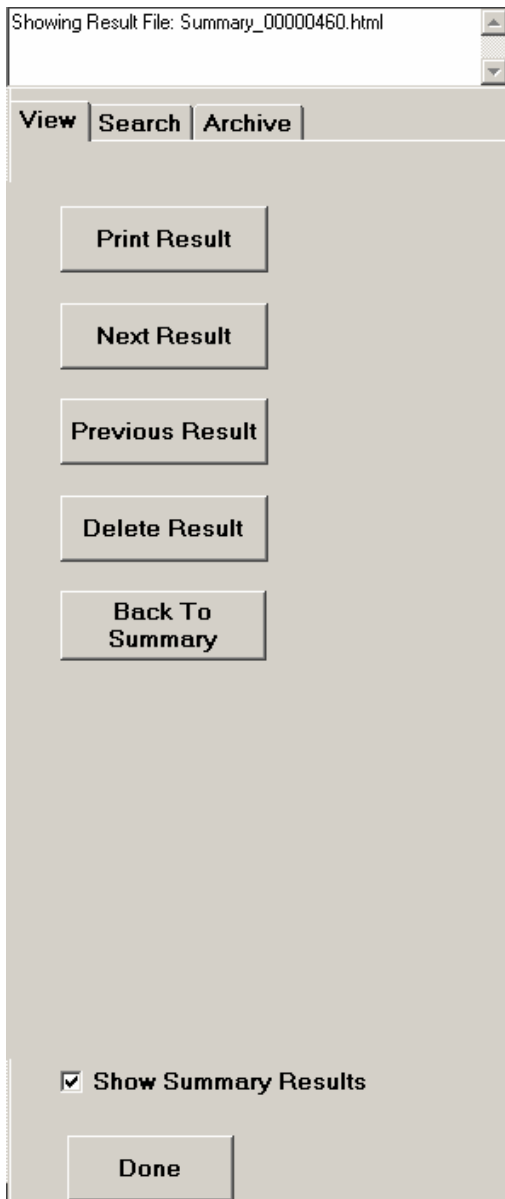 Showing Result File: Summary_00000460.html
View Search Archive
Print Result
Next Result
Previous Result
Delete Result
Back To
Summary
Show Summary Results
Done